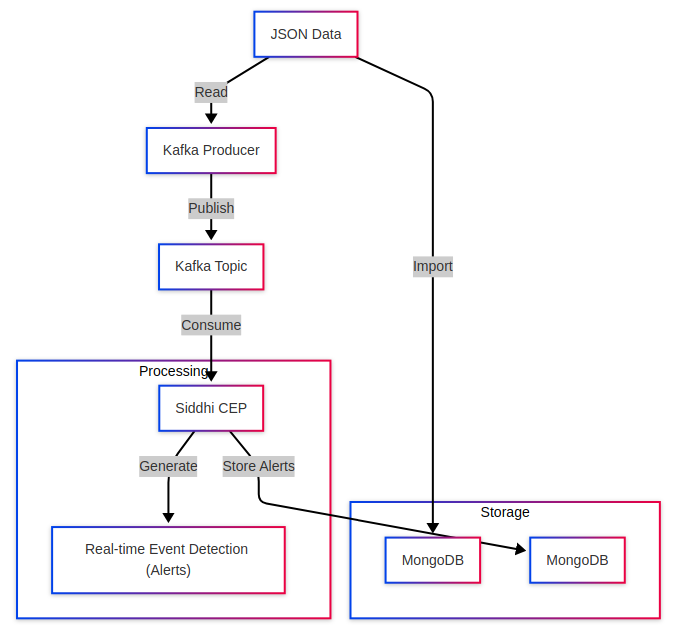 JSON Data
Read
Kafka Producer
Publish
Kafka Topic
Import
Consume
Processing
Siddhi CEP
Generate
Store Alerts
Storage
Real-time Event Detection
(Alerts)
MongoDB
MongoDB